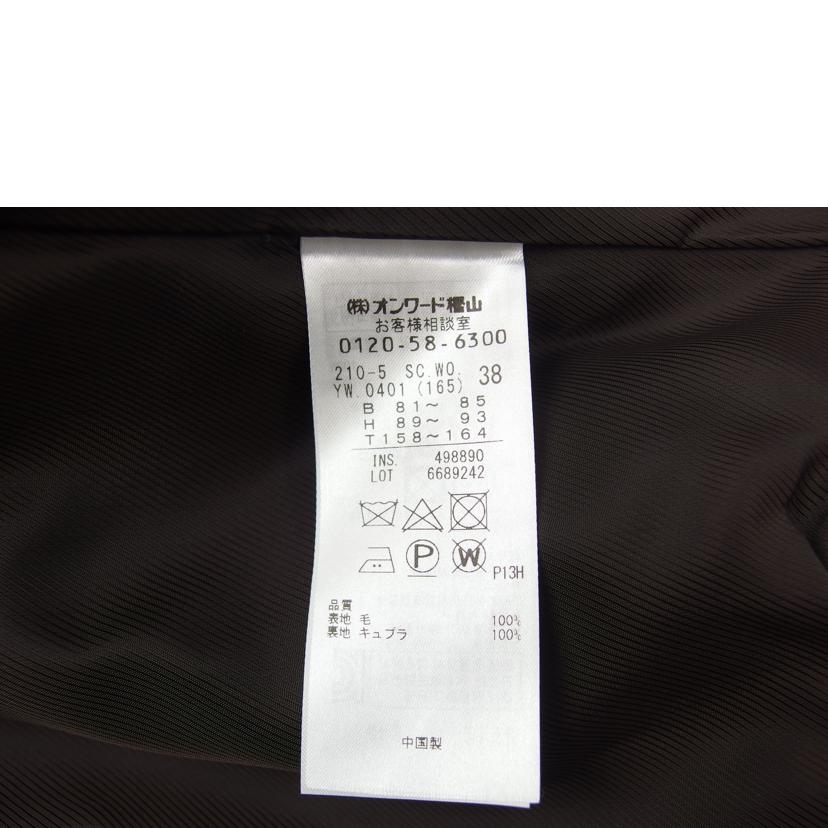 (株)オンワード樫山
お客様相談室
0120-58-6300
210-5 SC.WO. 38
YW.0401 (165)
B 81～ 85
H 89～ 93
T158～164
INS. 498890
LOT 6689242
P W P13H
品質
表地 毛 100%
裏地 キュプラ 100%
中国製